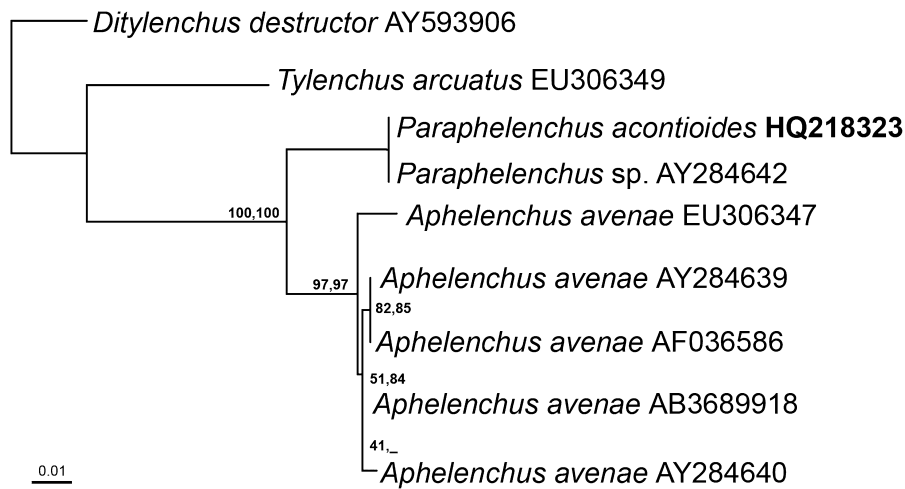 Ditylenchus destructor AY593906
Tylenchus arcuatus EU306349
Paraphelenchus acontioides HQ218323
Paraphelenchus sp. AY284642
100,100
Aphelenchus avenae EU306347
97,97
Aphelenchus avenae AY284639
82,85
Aphelenchus avenae AF036586
51,84
Aphelenchus avenae AB3689918
41,_
0.01
Aphelenchus avenae AY284640